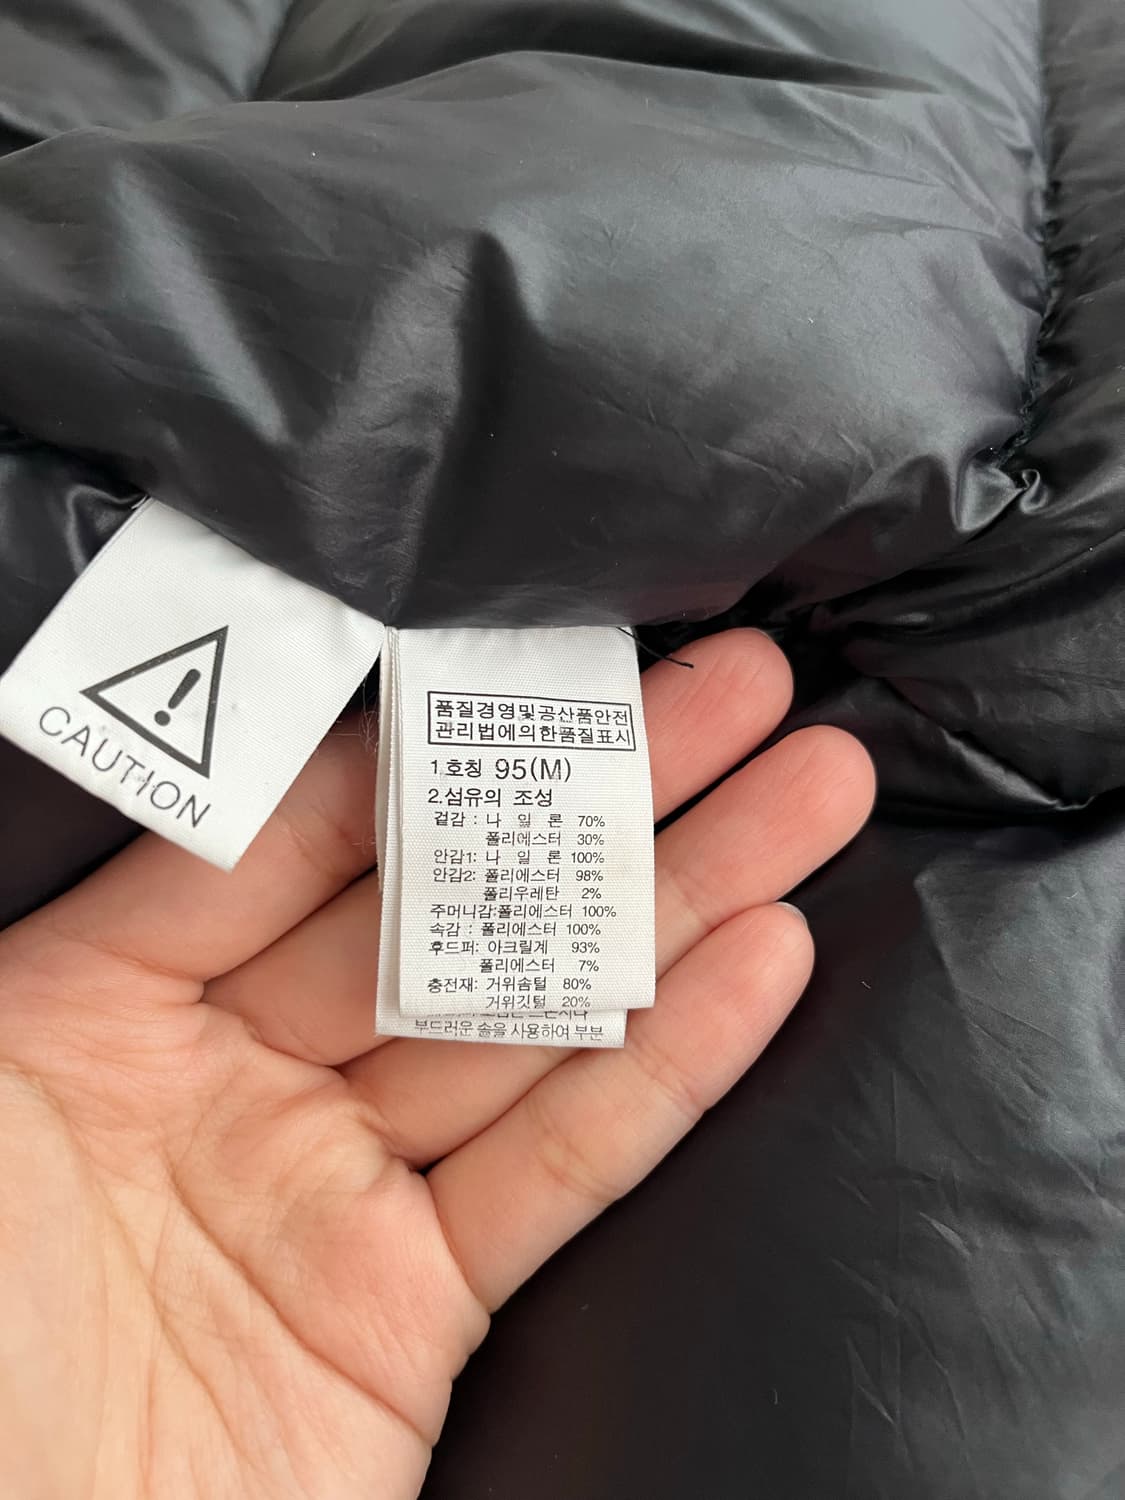 CAUTION
품질경영및공산품안전
관리법에의한품질표시
1.호칭 95(M)
2.섬유의 조성
겉감 : 나 일 론 70%
폴리에스터 30%
안감1: 나 일 론 100%
안감2: 폴리에스터 98%
폴리우레탄 2%
주머니감:폴리에스터 100%
속감 : 폴리에스터 100%
후드퍼: 아크릴계 93%
폴리에스터 7%
충전재: 거위솜털 80%
거위깃털 20%
부드러운 솔을 사용하여 부분